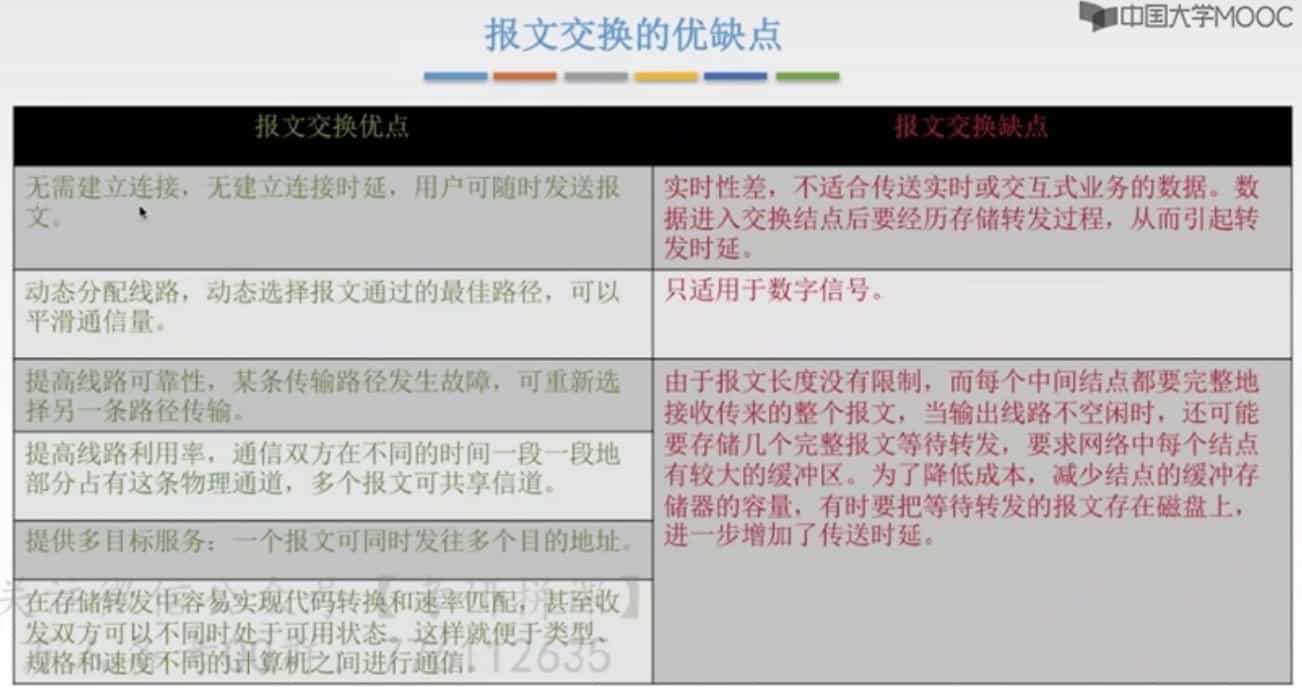 报文交换的优缺点
中国大学MOOC
报文交换优点
报文交换缺点
无需建立连接，无建立连接时延，用户可随时发送报
文。
实时性差，不适合传送实时或交互式业务的数据。数
据进入交换结点后要经历存储转发过程，从而引起转
发时延。
动态分配线路，动态选择报文通过的最佳路径，可以
平滑通信量。
只适用于数字信号。
提高线路可靠性，某条传输路径发生故障，可重新选
择另一条路径传输。
由于报文长度没有限制，而每个中间结点都要完整地
接收传来的整个报文，当输出线路不空闲时，还可能
要存储几个完整报文等待转发，要求网络中每个结点
有较大的缓冲区。为了降低成本，减少结点的缓冲存
储器的容量，有时要把等待转发的报文存在磁盘上，
进一步增加了传送时延。
提高线路利用率，通信双方在不同的时间一段一段地
部分占有这条物理通道，多个报文可共享信道。
提供多目标服务：一个报文可同时发往多个目的地址。
在存储转发中容易实现代码转换和速率匹配，甚至收
发双方可以不同时处于可用状态。这样就便于类型、
规格和速度不同的计算机之间进行通信。